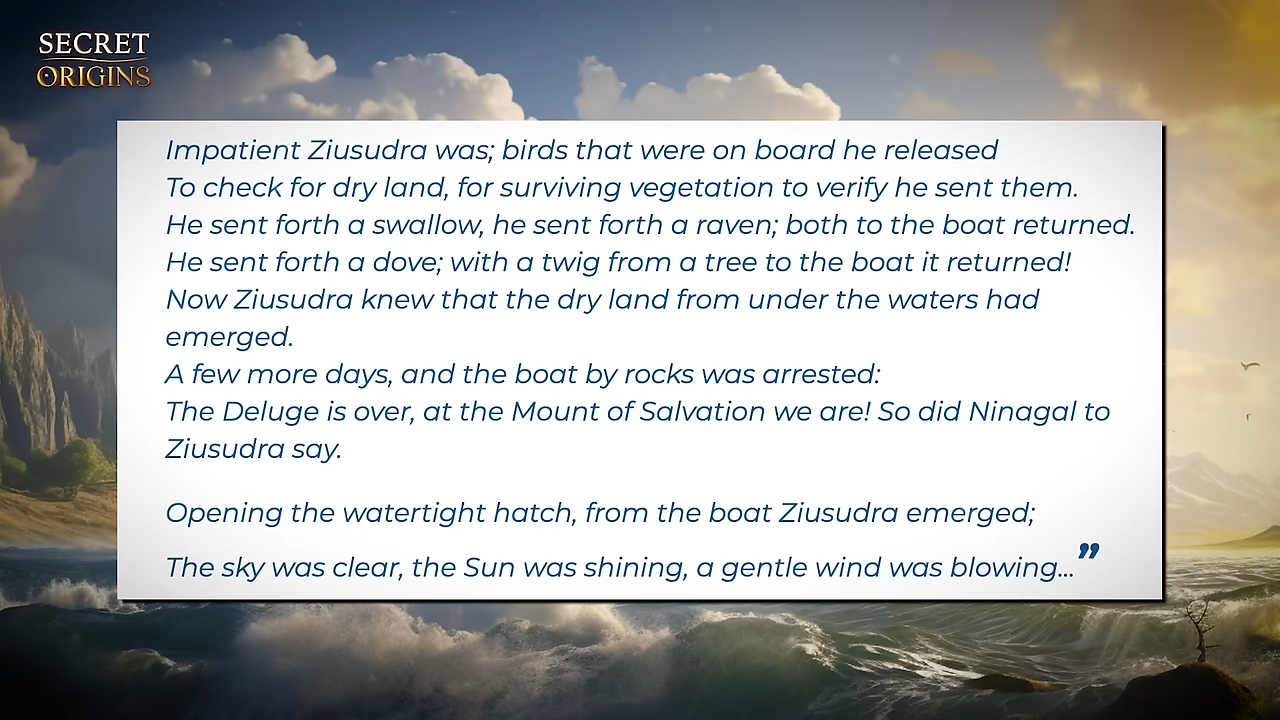 SECRET
ORIGINS
Impatient Ziusudra was; birds that were on board he released
To check for dry land, for surviving vegetation to verify he sent them.
He sent forth a swallow, he sent forth a raven; both to the boat returned.
He sent forth a dove; with a twig from a tree to the boat it returned!
Now Ziusudra knew that the dry land from under the waters had
emerged.
A few more days, and the boat by rocks was arrested:
The Deluge is over, at the Mount of Salvation we are! So did Ninagal to
Ziusudra say.
Opening the watertight hatch, from the boat Ziusudra emerged;
The sky was clear, the Sun was shining, a gentle wind was blowing...”